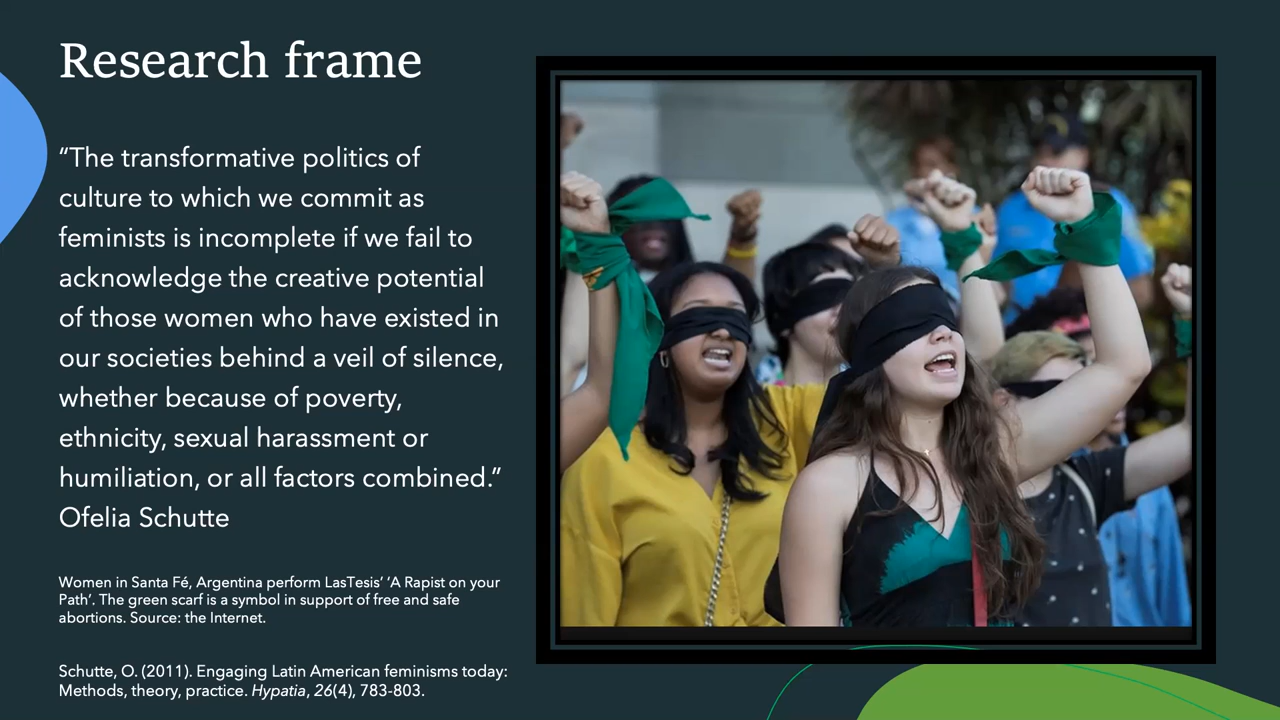 Research frame
“The transformative politics of
culture to which we commit as
feminists is incomplete if we fail to
acknowledge the creative potential
of those women who have existed in
our societies behind a veil of silence,
whether because of poverty,
ethnicity, sexual harassment or
humiliation, or all factors combined.”
Ofelia Schutte
Women in Santa Fé, Argentina perform LasTesis’ ‘A Rapist on your
Path’. The green scarf is a symbol in support of free and safe
abortions. Source: the Internet.
Schutte, O. (2011). Engaging Latin American feminisms today:
Methods, theory, practice. Hypatia, 26(4), 783-803.